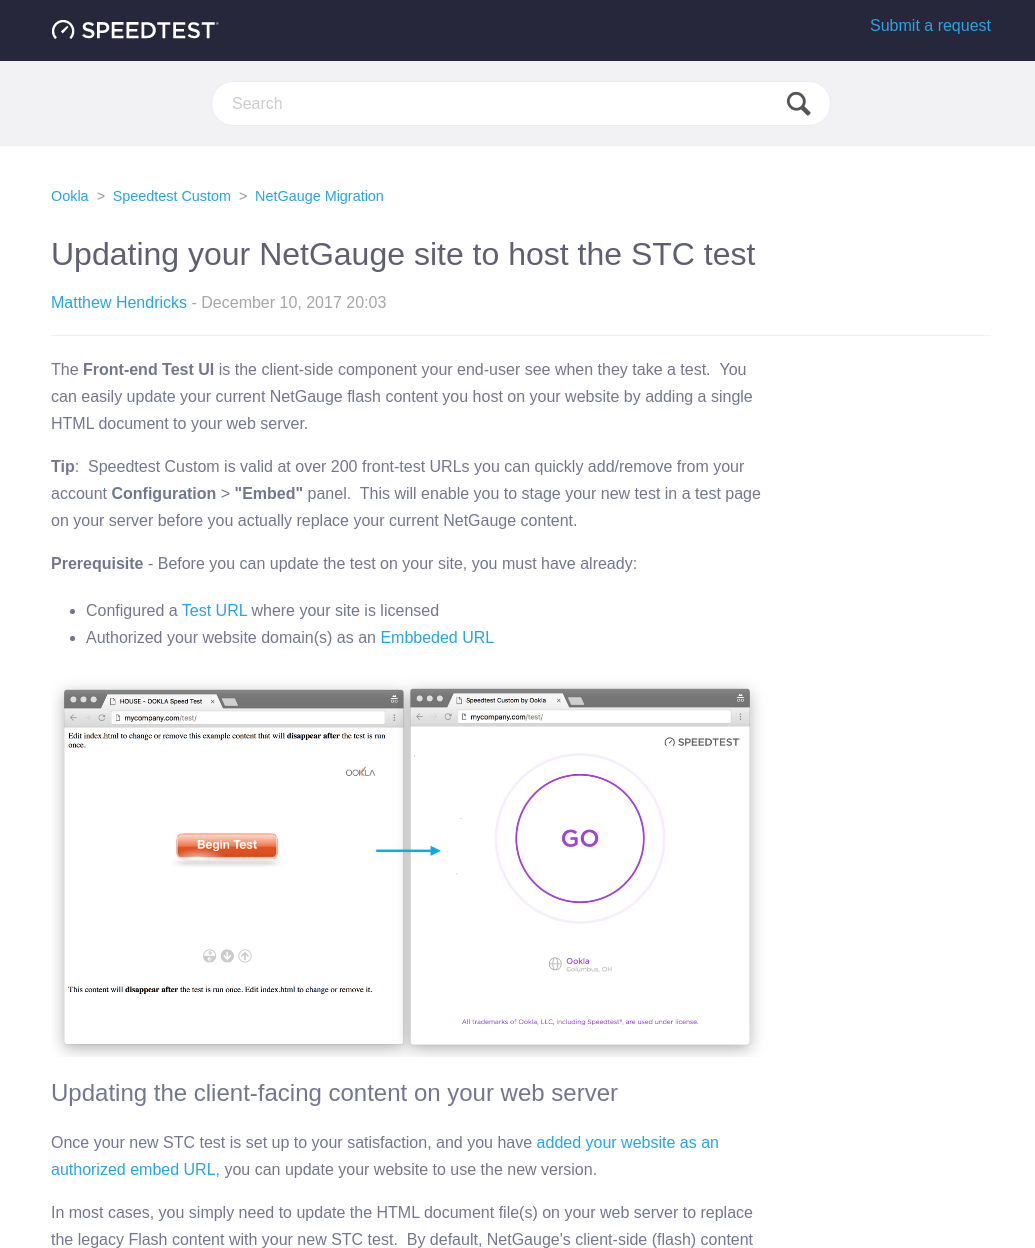 SPEEDTEST
Submit a request
Search
Ookla > Speedtest Custom > NetGauge Migration
Updating your NetGauge site to host the STC test
Matthew Hendricks - December 10, 2017 20:03
The Front-end Test UI is the client-side component your end-user see when they take a test.  You
can easily update your current NetGauge flash content you host on your website by adding a single
HTML document to your web server.
Tip:  Speedtest Custom is valid at over 200 front-test URLs you can quickly add/remove from your
account Configuration > "Embed" panel.  This will enable you to stage your new test in a test page
on your server before you actually replace your current NetGauge content.
Prerequisite - Before you can update the test on your site, you must have already:
• Configured a Test URL where your site is licensed
• Authorized your website domain(s) as an Embbeded URL
HOUSE - OOKLA Speed Test ×
mycompany.com/test/
Edit index.html to change or remove this example content that will disappear after the test is run
once.
OOKLA
Begin Test
This content will disappear after the test is run once. Edit index.html to change or remove it.
Speedtest Custom by Ookla ×
mycompany.com/test/
SPEEDTEST
GO
Ookla
Columbus, OH
All trademarks of Ookla, LLC, including Speedtest®, are used under license.
Updating the client-facing content on your web server
Once your new STC test is set up to your satisfaction, and you have added your website as an
authorized embed URL, you can update your website to use the new version.
In most cases, you simply need to update the HTML document file(s) on your web server to replace
the legacy Flash content with your new STC test.  By default, NetGauge's client-side (flash) content